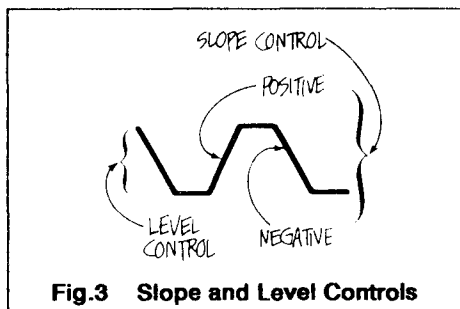 SLOPE CONTROL
POSITIVE
LEVEL
CONTROL
NEGATIVE
Fig.3 Slope and Level Controls